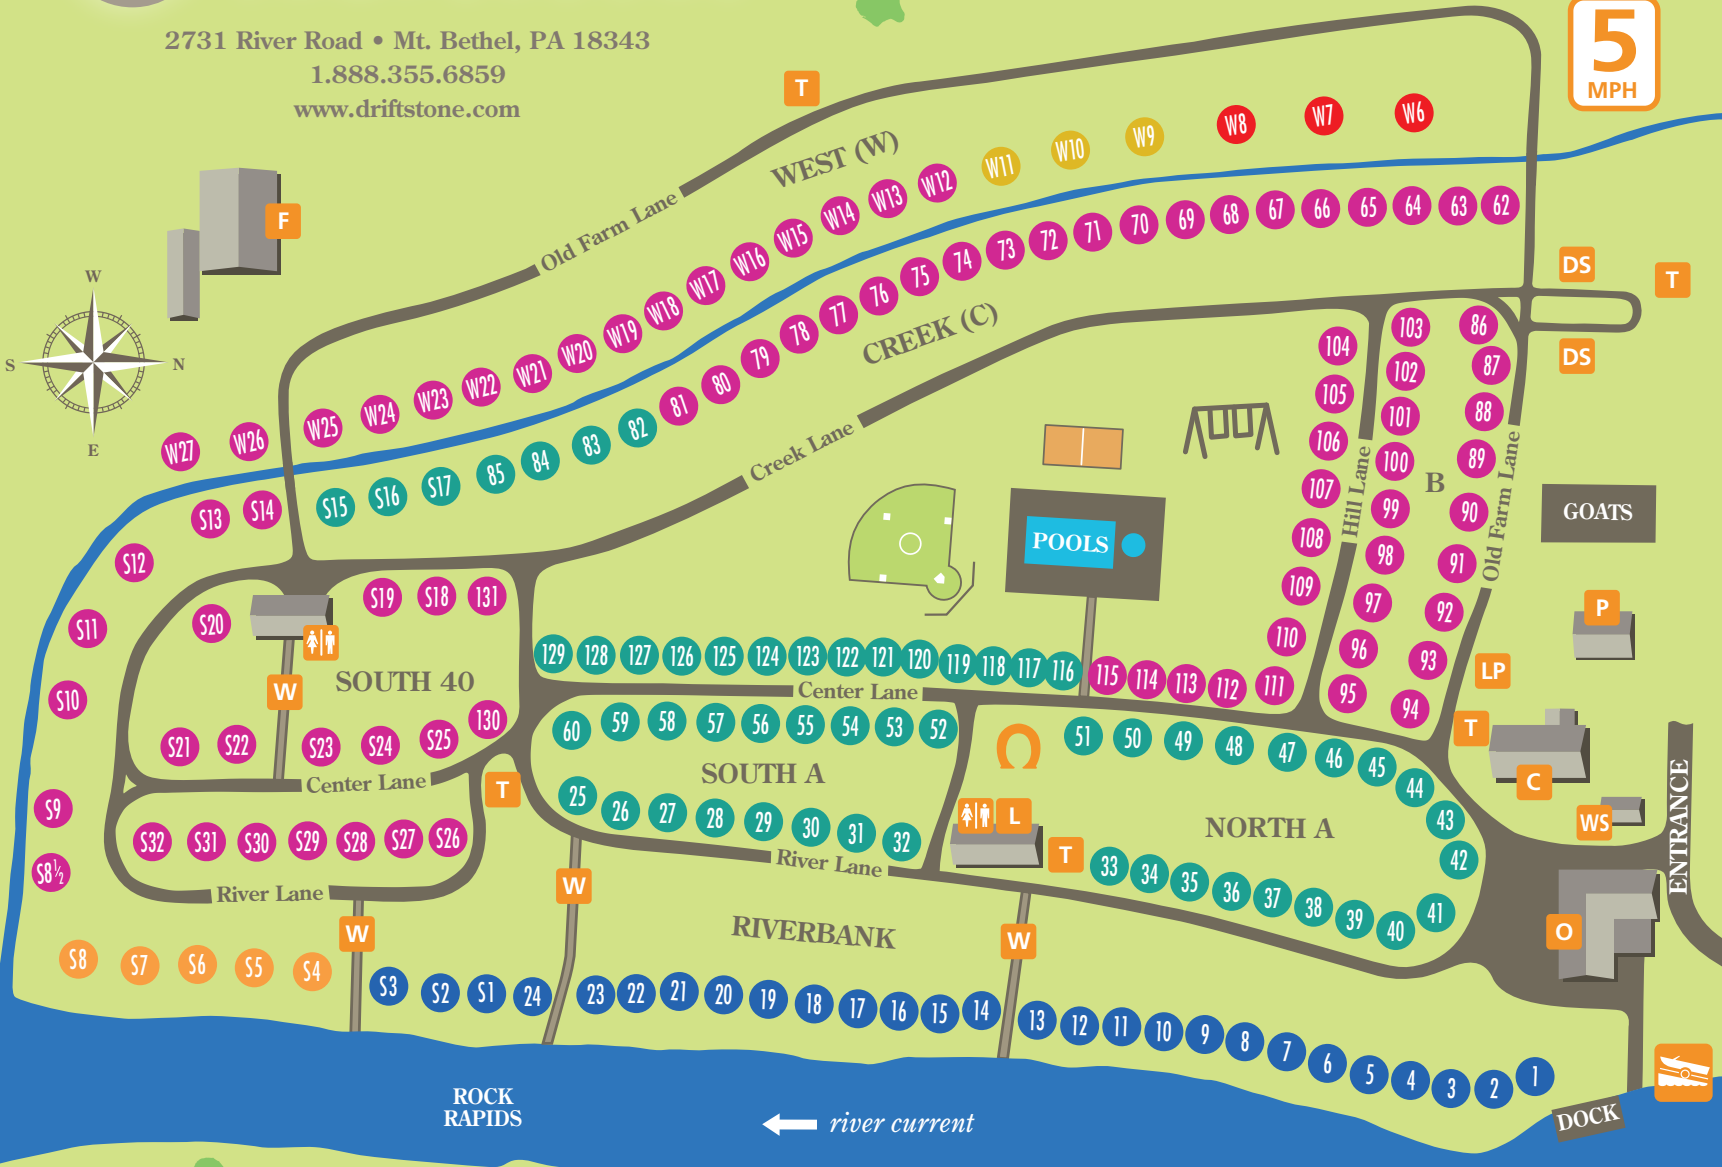 2731 River Road • Mt. Bethel, PA 18343
1.888.355.6859
www.driftstone.com
5
MPH
T
F
W
S
N
E
WEST (W)
Old Farm Lane
W6
W7
W8
W9
W10
W11
W12
W13
W14
W15
W16
W17
W18
W19
W20
W21
W22
W23
W24
W25
W26
W27
62
63
64
65
66
67
68
69
70
71
72
73
74
75
76
77
78
79
80
81
82
83
84
85
S17
S16
S15
S14
S13
S12
S11
S10
S9
S8½
CREEK (C)
Creek Lane
DS
T
DS
103
86
104
102
87
105
101
88
106
100
89
107
99
90
108
98
91
109
97
92
110
96
93
111
95
94
Hill Lane
B
Old Farm Lane
GOATS
P
LP
T
C
WS
ENTRANCE
O
POOLS
S20
S19
S18
131
SOUTH 40
W
S21
S22
S23
S24
S25
130
Center Lane
T
S32
S31
S30
S29
S28
S27
S26
River Lane
129
128
127
126
125
124
123
122
121
120
119
118
117
116
115
114
113
112
Center Lane
60
59
58
57
56
55
54
53
52
SOUTH A
25
26
27
28
29
30
31
32
River Lane
51
50
49
48
47
46
45
44
43
42
41
40
39
38
37
36
35
34
33
NORTH A
L
T
W
W
W
RIVERBANK
S8
S7
S6
S5
S4
S3
S2
S1
24
23
22
21
20
19
18
17
16
15
14
13
12
11
10
9
8
7
6
5
4
3
2
1
DOCK
ROCK
RAPIDS
river current